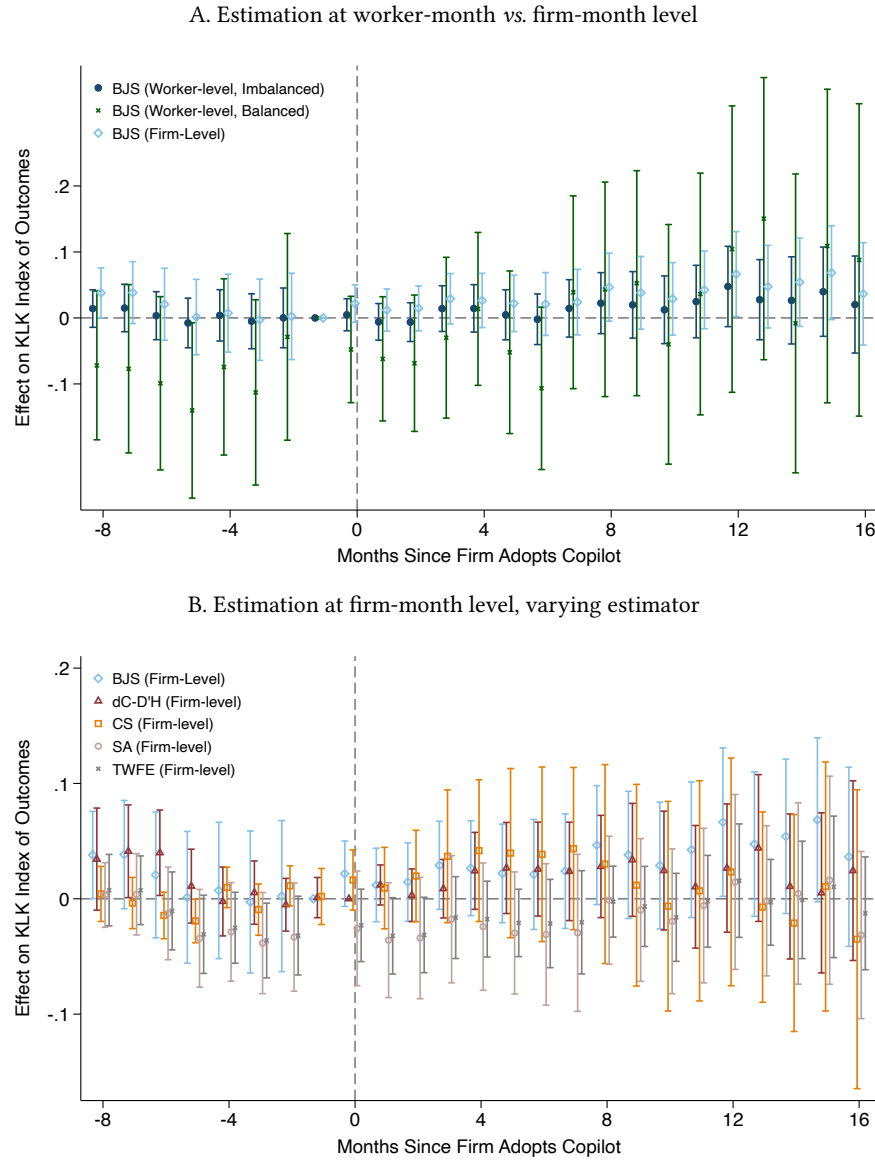 A. Estimation at worker-month vs. firm-month level
BJS (Worker-level, Imbalanced)
BJS (Worker-level, Balanced)
BJS (Firm-Level)
Effect on KLK Index of Outcomes
.2
.1
0
-.1
-8
-4
0
4
8
12
16
Months Since Firm Adopts Copilot
B. Estimation at firm-month level, varying estimator
BJS (Firm-Level)
dC-D'H (Firm-level)
CS (Firm-level)
SA (Firm-level)
TWFE (Firm-level)
Effect on KLK Index of Outcomes
.2
.1
0
-.1
-8
-4
0
4
8
12
16
Months Since Firm Adopts Copilot